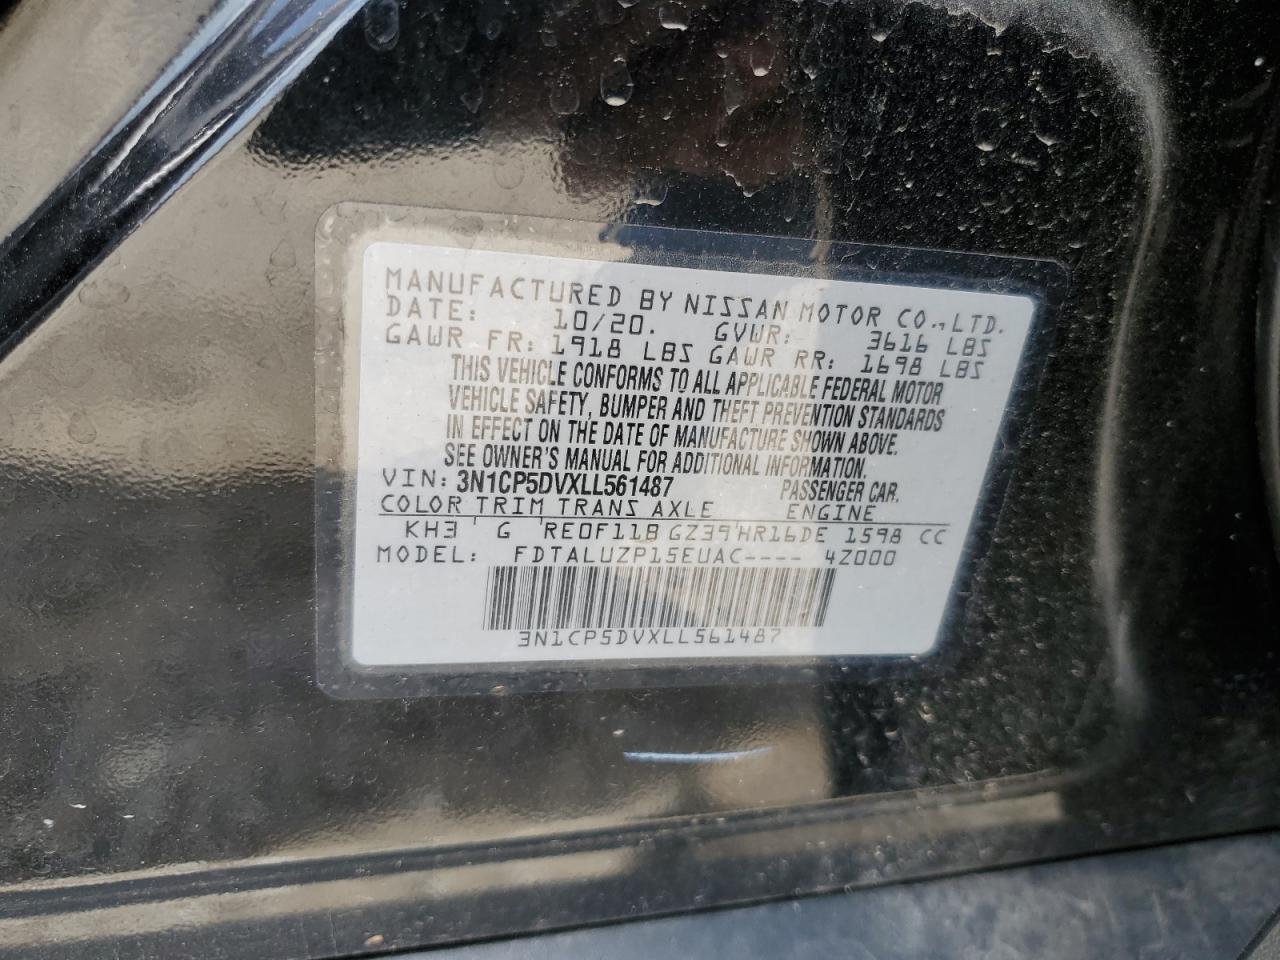 MANUFACTURED BY NISSAN MOTOR CO.,LTD.
DATE: 10/20. GVWR: 3616 LBS
GAWR FR: 1918 LBS GAWR RR: 1698 LBS
THIS VEHICLE CONFORMS TO ALL APPLICABLE FEDERAL MOTOR
VEHICLE SAFETY, BUMPER AND THEFT PREVENTION STANDARDS
IN EFFECT ON THE DATE OF MANUFACTURE SHOWN ABOVE.
SEE OWNER'S MANUAL FOR ADDITIONAL INFORMATION.
VIN: 3N1CP5DVXLL561487 PASSENGER CAR.
COLOR TRIM TRANS AXLE ENGINE
KH3 G RE0F11B GZ39 HR16DE 1598 CC
MODEL: FDTALUZP15EUAC---- 4Z000
3N1CP5DVXLL561487